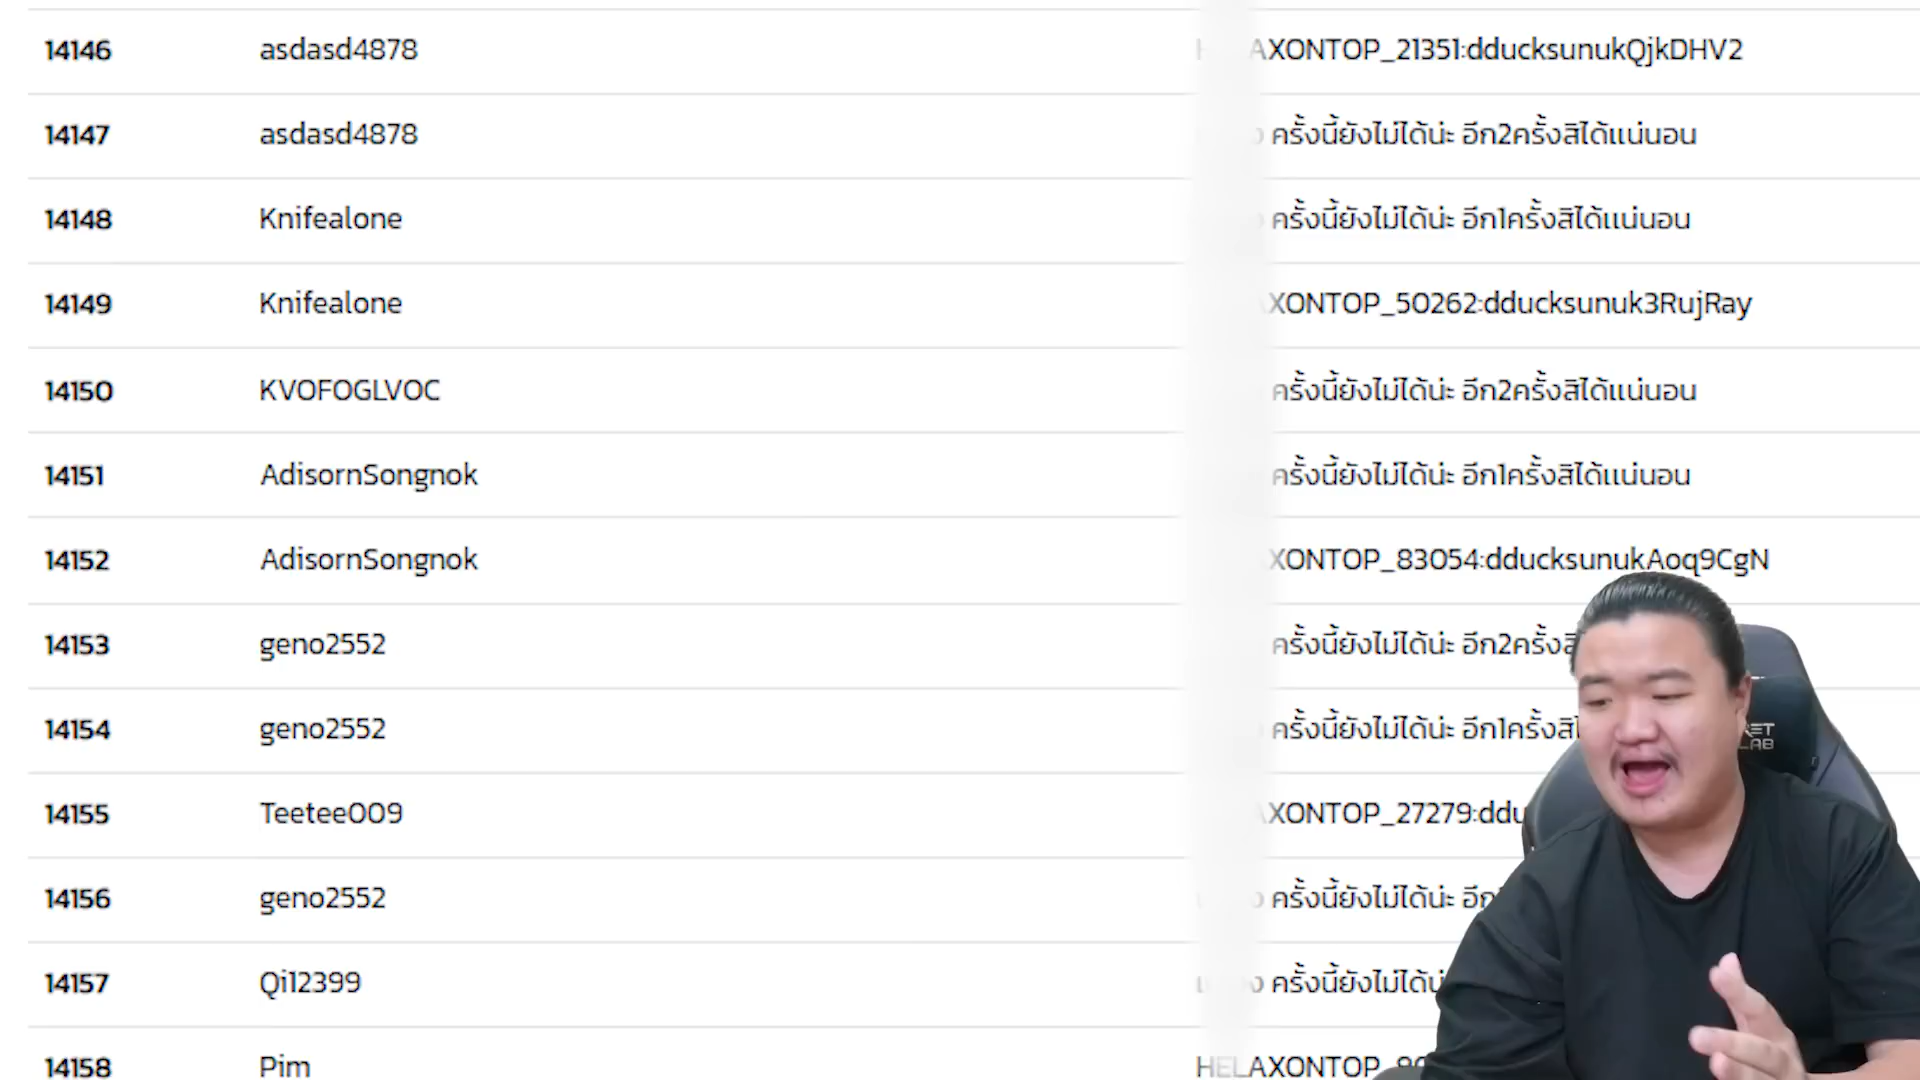 14146 asdasd4878 HELAXONTOP_21351:dducksunukQjkDHV2
14147 asdasd4878 ครั้งนี้ยังไม่ได้น่ะ อีก2ครั้งสิได้แน่นอน
14148 Knifealone ครั้งนี้ยังไม่ได้น่ะ อีก1ครั้งสิได้แน่นอน
14149 Knifealone XONTOP_50262:dducksunuk3RujRay
14150 KVOFOGLVOC ครั้งนี้ยังไม่ได้น่ะ อีก2ครั้งสิได้แน่นอน
14151 AdisornSongnok ครั้งนี้ยังไม่ได้น่ะ อีก1ครั้งสิได้แน่นอน
14152 AdisornSongnok XONTOP_83054:dducksunukAoq9CgN
14153 geno2552 ครั้งนี้ยังไม่ได้น่ะ อีก2ครั้งสิ
14154 geno2552 ครั้งนี้ยังไม่ได้น่ะ อีก1ครั้งสิ
14155 Teetee009 AXONTOP_27279:ddu
14156 geno2552 ครั้งนี้ยังไม่ได้น่ะ อีก
14157 Qi12399 ครั้งนี้ยังไม่ได้น่
14158 Pim HELAXONTOP_